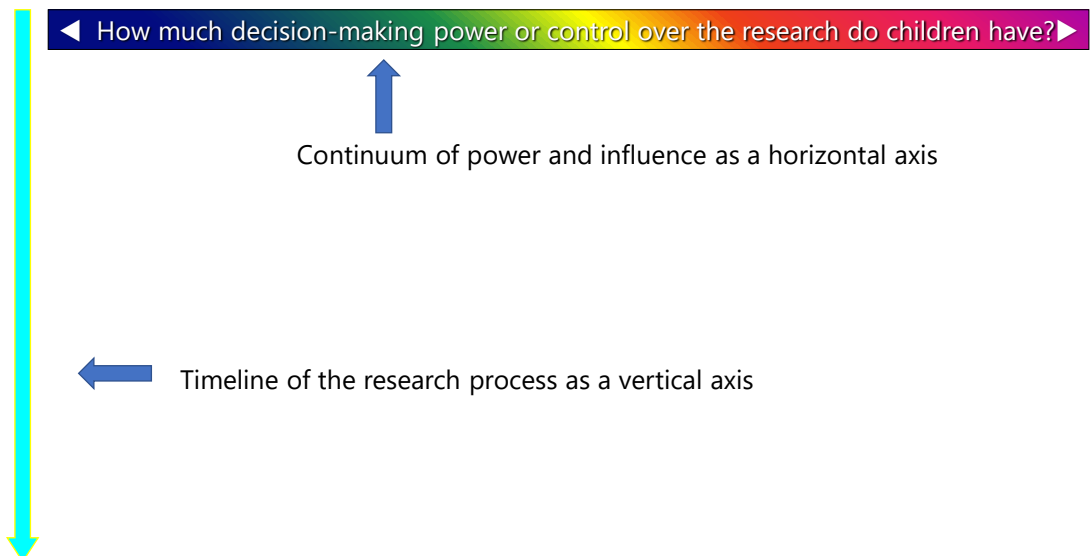 How much decision-making power or control over the research do children have?
Continuum of power and influence as a horizontal axis
Timeline of the research process as a vertical axis